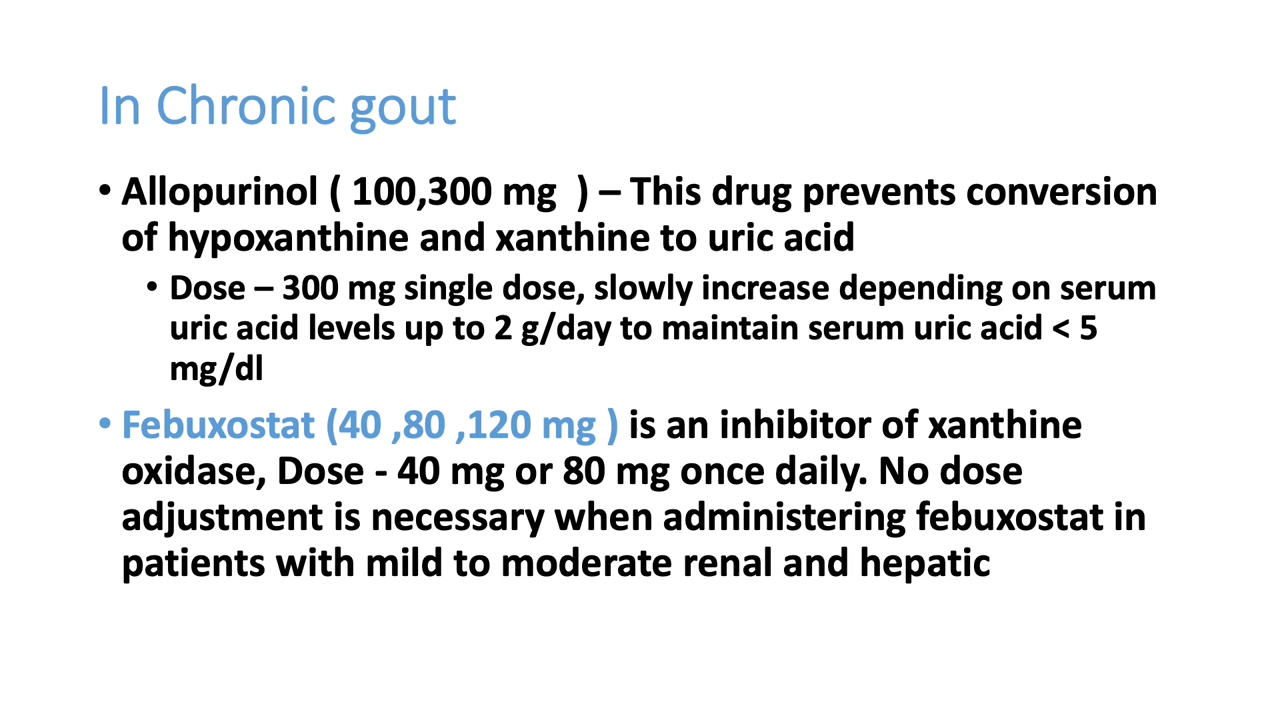 In Chronic gout
• Allopurinol ( 100,300 mg  ) – This drug prevents conversion
of hypoxanthine and xanthine to uric acid
• Dose – 300 mg single dose, slowly increase depending on serum
uric acid levels up to 2 g/day to maintain serum uric acid < 5
mg/dl
• Febuxostat (40 ,80 ,120 mg ) is an inhibitor of xanthine
oxidase, Dose - 40 mg or 80 mg once daily. No dose
adjustment is necessary when administering febuxostat in
patients with mild to moderate renal and hepatic